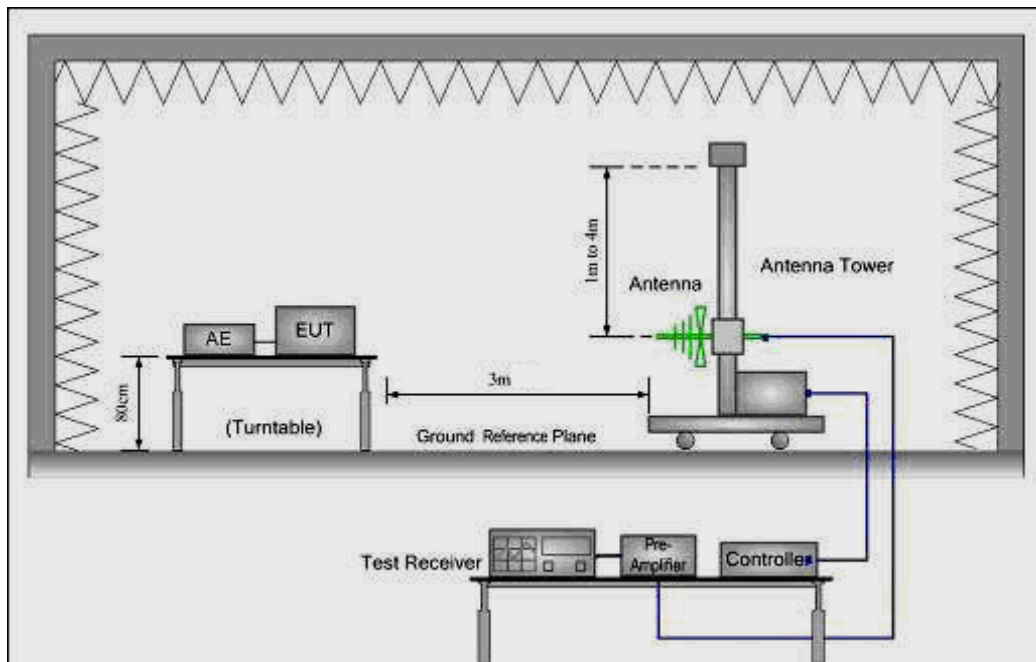 1m to 4m
Antenna
Antenna Tower
AE
EUT
80cm
3m
(Turntable)
Ground Reference Plane
Test Receiver
Pre-
Amplifier
Controller